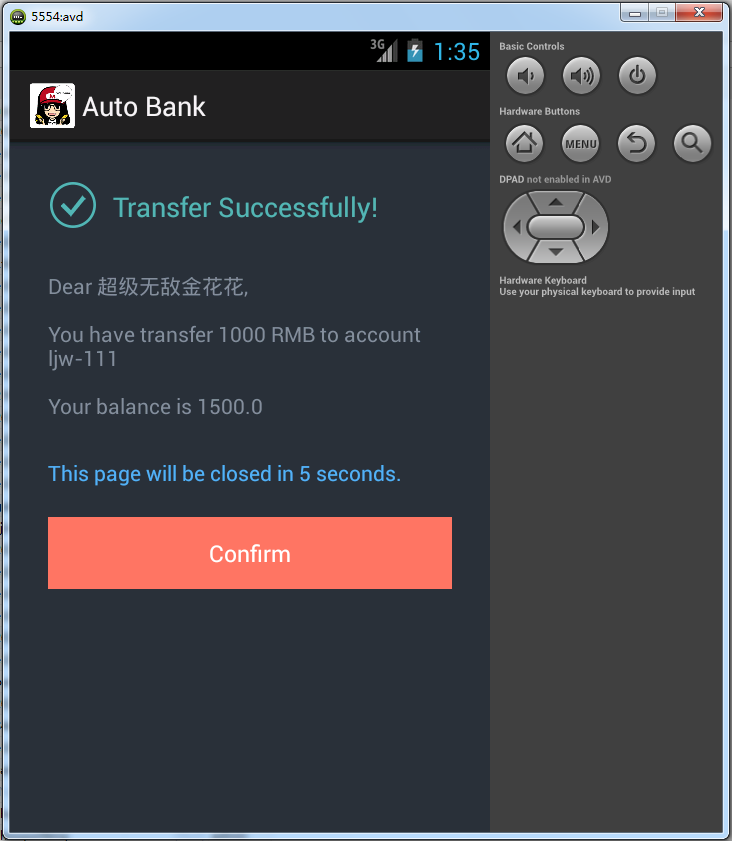 5554:avd
3G
1:35
Auto Bank
Transfer Successfully!
Dear 超级无敌金花花,
You have transfer 1000 RMB to account
ljw-111
Your balance is 1500.0
This page will be closed in 5 seconds.
Confirm
Basic Controls
Hardware Buttons
MENU
DPAD not enabled in AVD
Hardware Keyboard
Use your physical keyboard to provide input